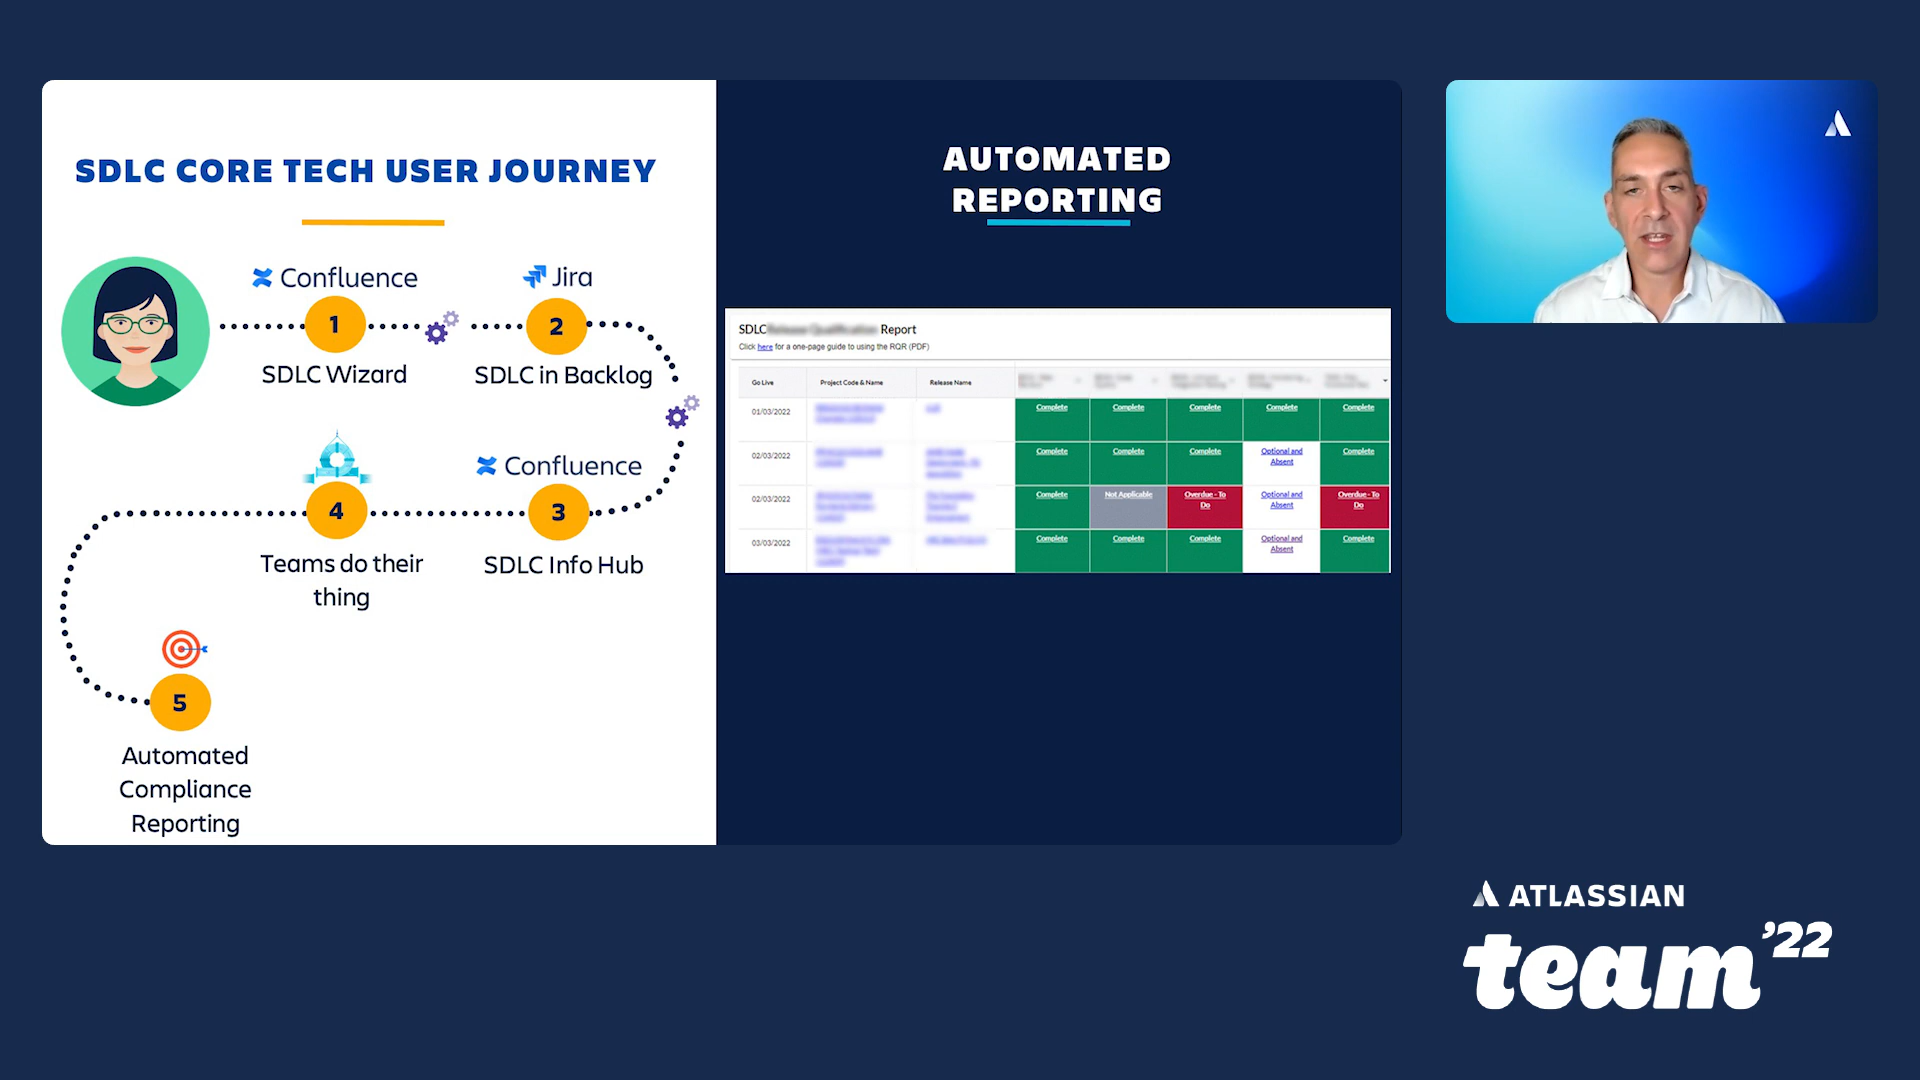 SDLC CORE TECH USER JOURNEY
Confluence
1
SDLC Wizard
Jira
2
SDLC in Backlog
Confluence
3
SDLC Info Hub
4
Teams do their
thing
5
Automated
Compliance
Reporting
AUTOMATED
REPORTING
SDLC Report
Click here for a one-page guide to using the RQR (PDF)
Go Live Project Code & Name Release Name
01/03/2022 Complete Complete Complete Complete Complete
02/03/2022 Complete Complete Complete Optional and Complete
Absent
02/03/2022 Complete Not Applicable Overdue - To Optional and Overdue - To
Do Absent Do
03/03/2022 Complete Complete Complete Optional and Complete
Absent
ATLASSIAN
team '22